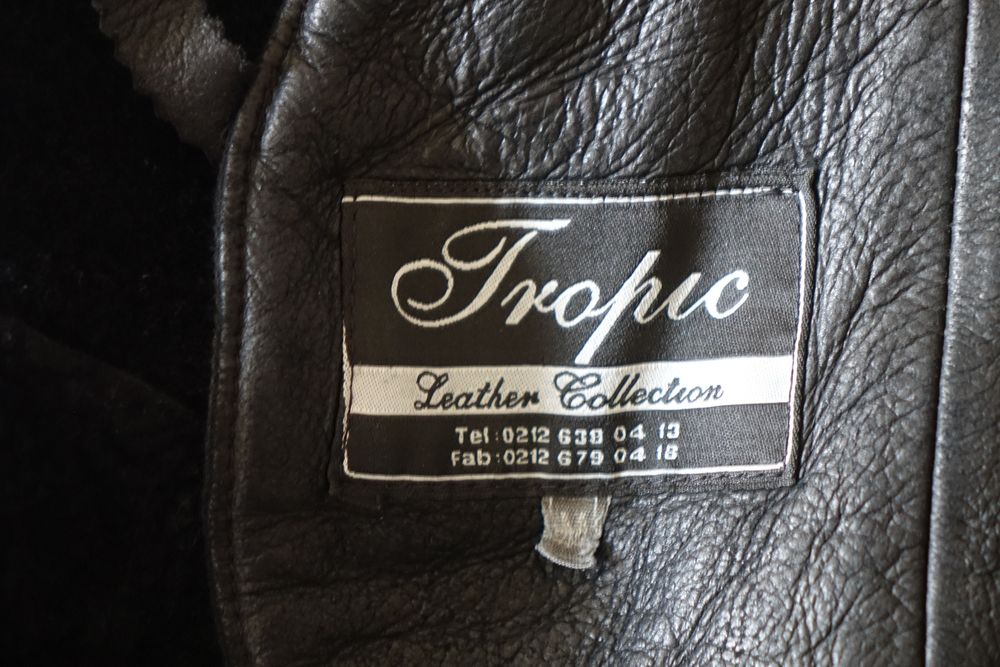 Tropic
Leather Collection
Tel:0212 638 04 13
Fab:0212 679 04 18